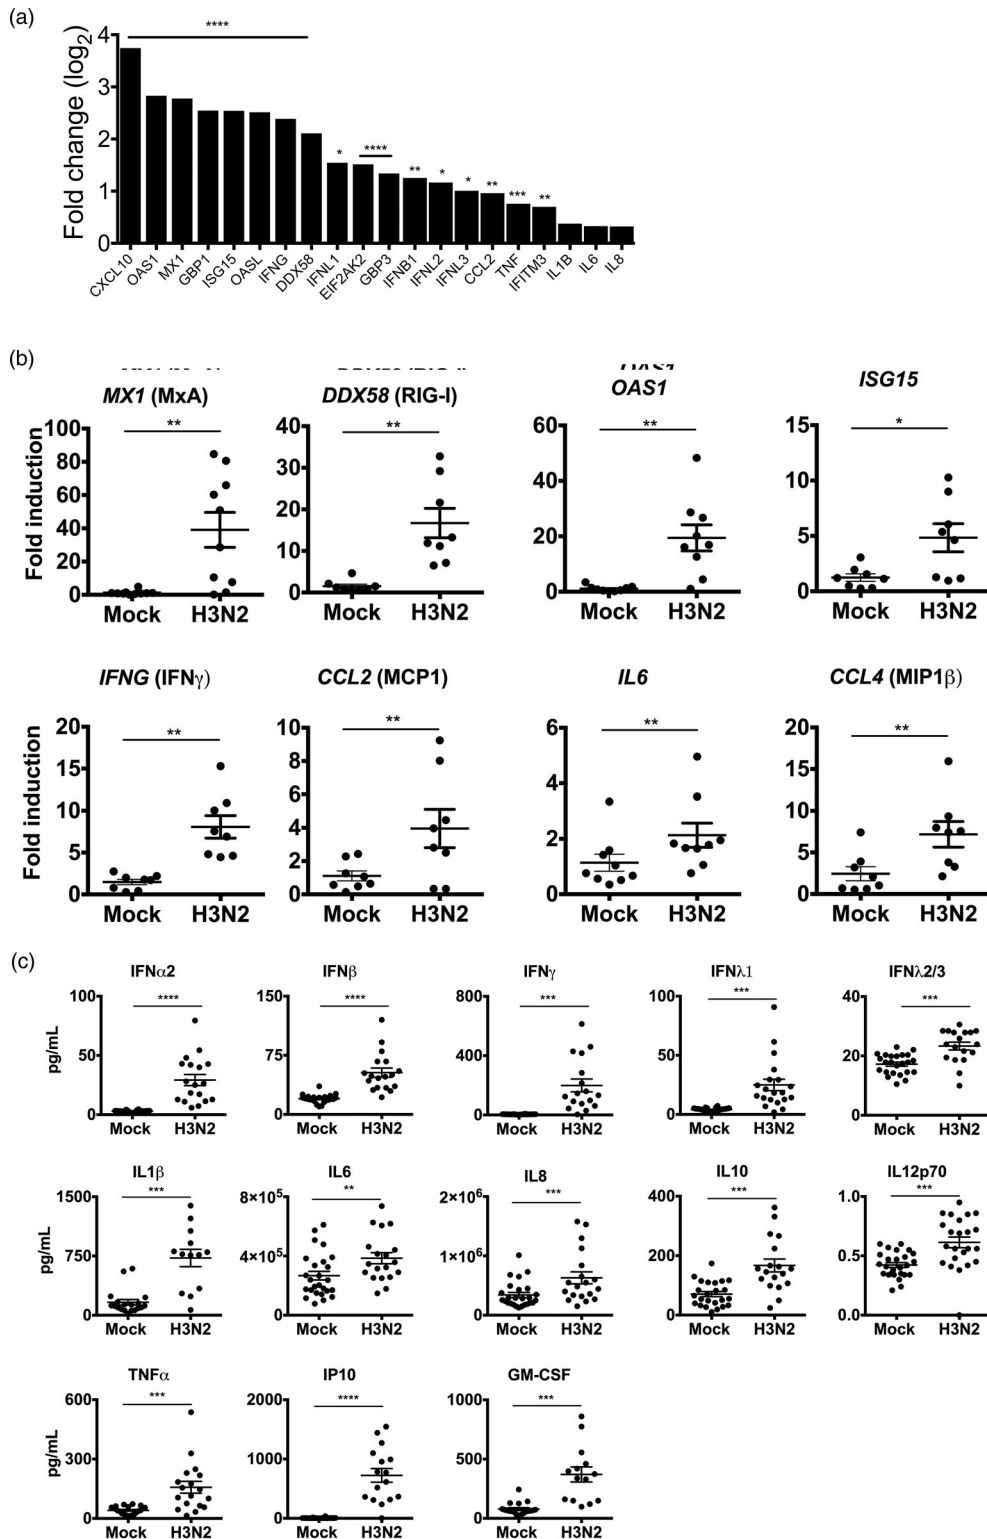 (a)
****
4
3
2
1
0
Fold change (log2)
* **** ** * * ** *** **
CXCL10 OAS1 MX1 GBP1 ISG15 OASL IFNG DDX58 IFNL1 EIF2AK2 GBP3 IFNB1 IFNL2 IFNL3 CCL2 TNF IFITM3 IL1B IL6 IL8
(b)
MX1 (MxA) DDX58 (RIG-I) OAS1 ISG15
Fold induction
100 80 60 40 20 0
**
Mock H3N2
40 30 20 10 0
**
Mock H3N2
60 40 20 0
**
Mock H3N2
15 10 5 0
*
Mock H3N2
IFNG (IFNγ) CCL2 (MCP1) IL6 CCL4 (MIP1β)
Fold induction
20 15 10 5 0
**
Mock H3N2
10 8 6 4 2 0
**
Mock H3N2
6 4 2 0
**
Mock H3N2
20 15 10 5 0
**
Mock H3N2
(c)
IFNα2 IFNβ IFNγ IFNλ1 IFNλ2/3
pg/mL
100 50 0
****
Mock H3N2
150 75 0
****
Mock H3N2
800 400 0
***
Mock H3N2
100 50 0
***
Mock H3N2
40 20 0
***
Mock H3N2
IL1β IL6 IL8 IL10 IL12p70
pg/mL
1500 750 0
***
Mock H3N2
8×10⁵ 4×10⁵ 0
**
Mock H3N2
2×10⁶ 1×10⁶ 0
***
Mock H3N2
400 200 0
***
Mock H3N2
1.0 0.5 0.0
***
Mock H3N2
TNFα IP10 GM-CSF
pg/mL
600 300 0
***
Mock H3N2
2000 1000 0
****
Mock H3N2
1000 500 0
***
Mock H3N2